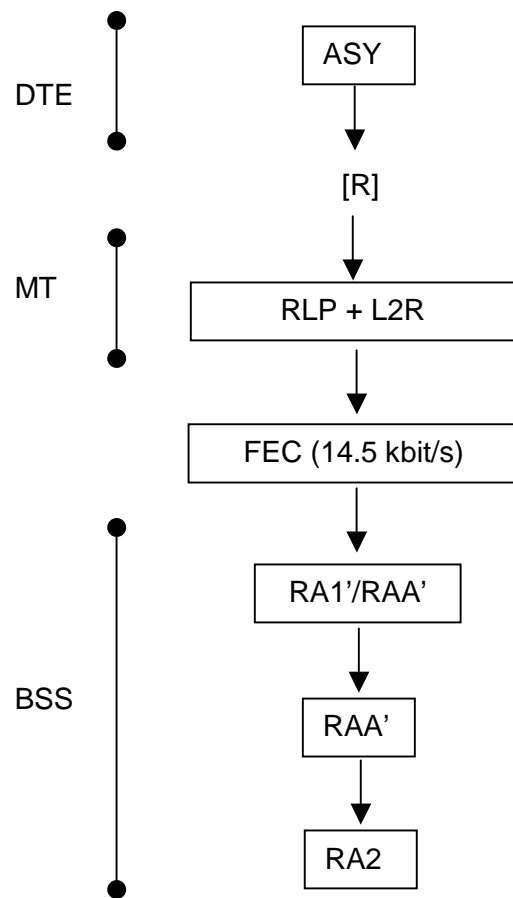 ASY
DTE
[R]
MT
RLP + L2R
FEC (14.5 kbit/s)
RA1’/RAA’
BSS
RAA’
RA2